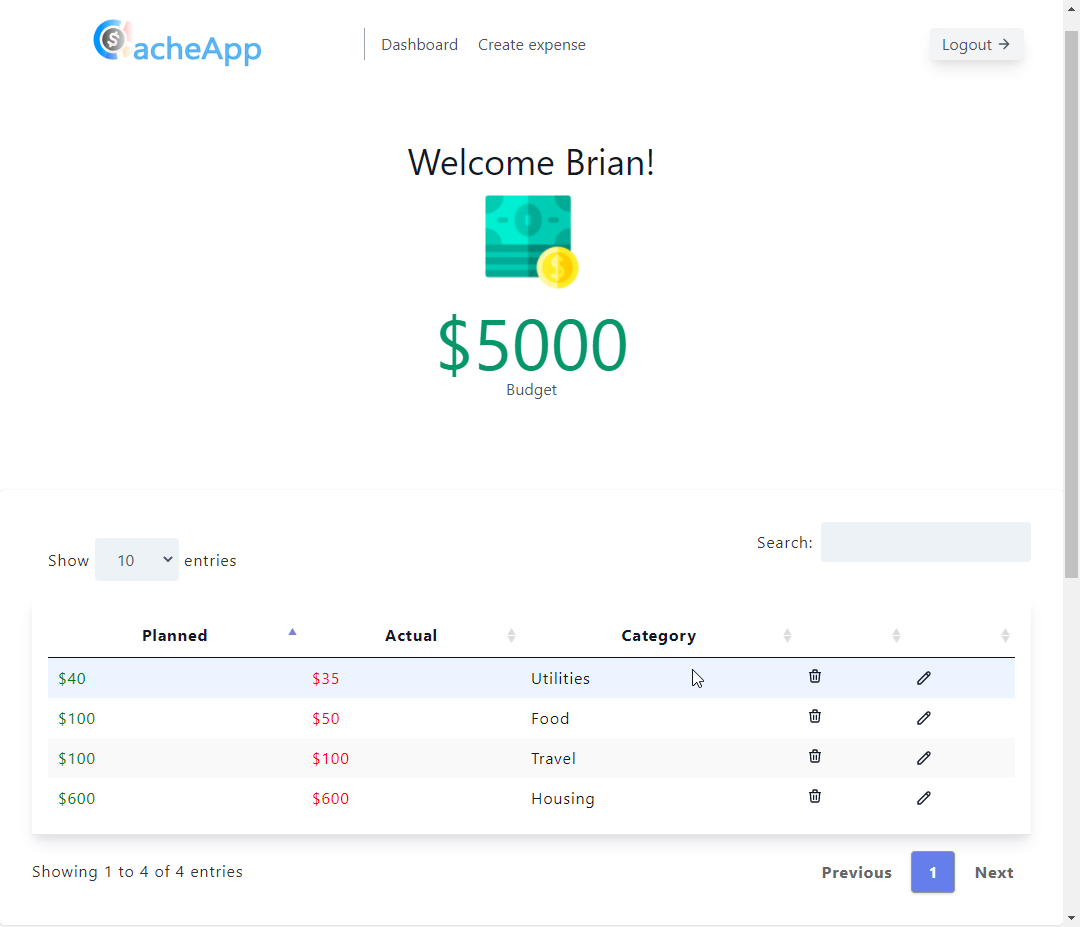 acheApp
Dashboard Create expense Logout →
Welcome Brian!
$5000
Budget
Show 10 entries Search:
Planned Actual Category
$40 $35 Utilities
$100 $50 Food
$100 $100 Travel
$600 $600 Housing
Showing 1 to 4 of 4 entries Previous 1 Next